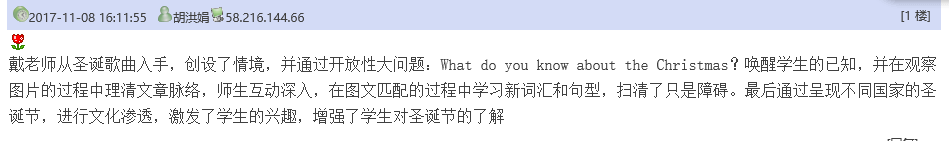 2017-11-08 16:11:55 胡洪娟 58.216.144.66 [1 楼]
戴老师从圣诞歌曲入手，创设了情境，并通过开放性大问题：What do you know about the Christmas？唤醒学生的已知，并在观察
图片的过程中理清文章脉络，师生互动深入，在图文匹配的过程中学习新词汇和句型，扫清了只是障碍。最后通过呈现不同国家的圣
诞节，进行文化渗透，激发了学生的兴趣，增强了学生对圣诞节的了解